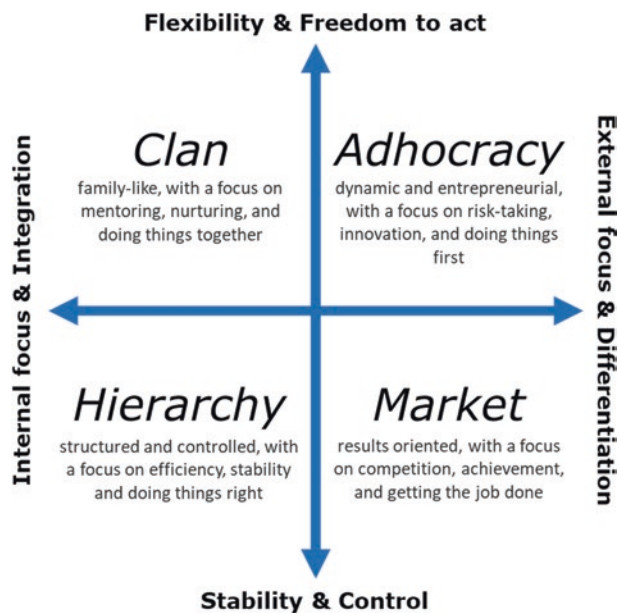 Flexibility & Freedom to act
Internal focus & Integration
External focus & Differentiation
Clan
family-like, with a focus on
mentoring, nurturing, and
doing things together
Adhocracy
dynamic and entrepreneurial,
with a focus on risk-taking,
innovation, and doing things
first
Hierarchy
structured and controlled, with
a focus on efficiency, stability
and doing things right
Market
results oriented, with a focus
on competition, achievement,
and getting the job done
Stability & Control